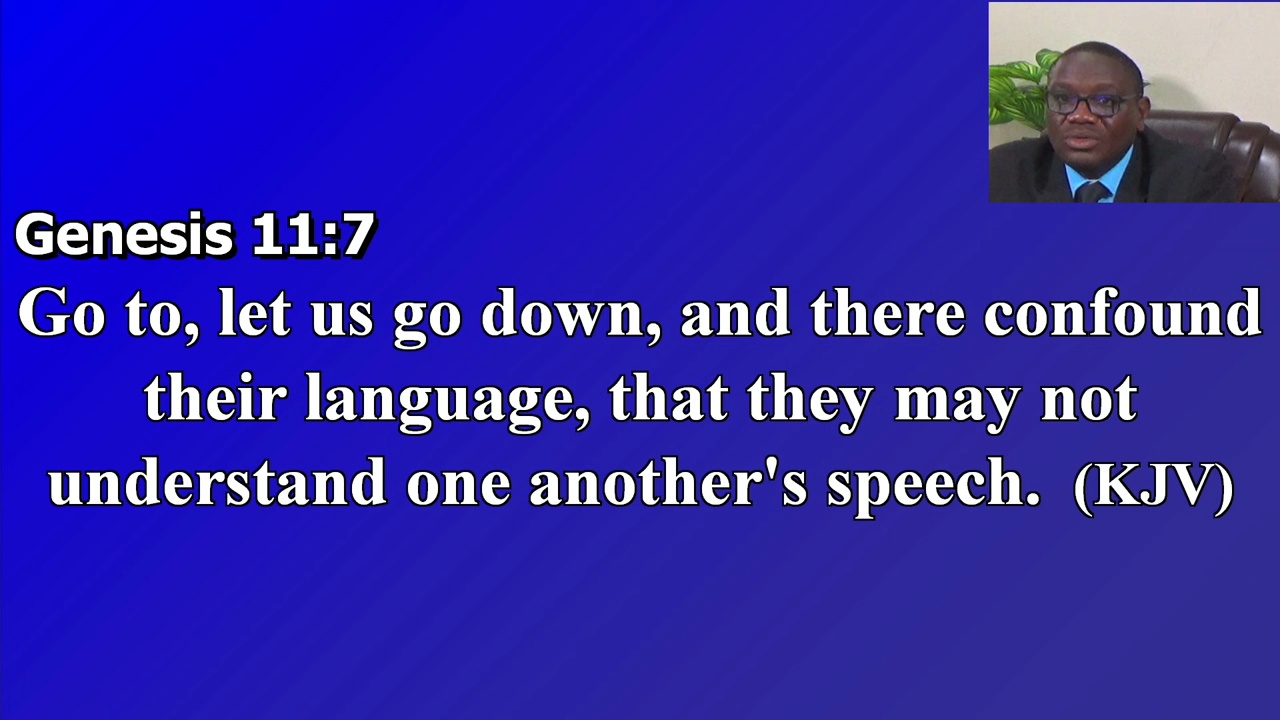 Genesis 11:7
Go to, let us go down, and there confound
their language, that they may not
understand one another's speech. (KJV)